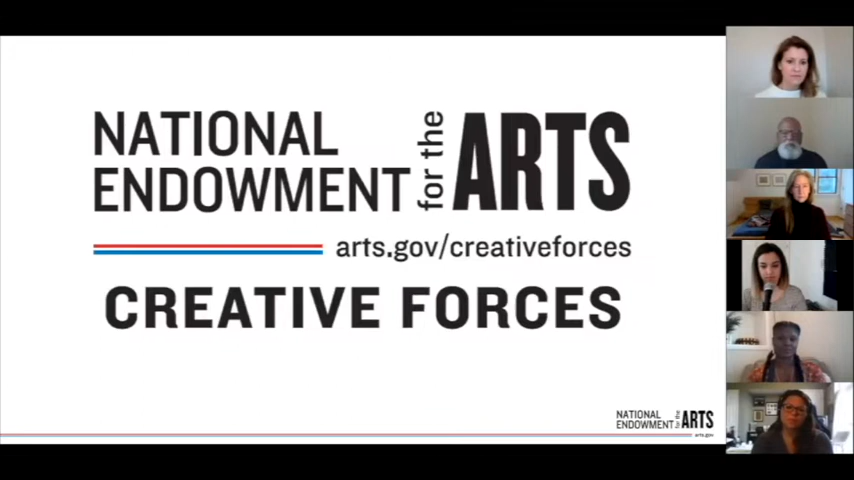 NATIONAL
ENDOWMENT
for the
ARTS
arts.gov/creativeforces
CREATIVE FORCES
NATIONAL
ENDOWMENT
for the
ARTS
arts.gov